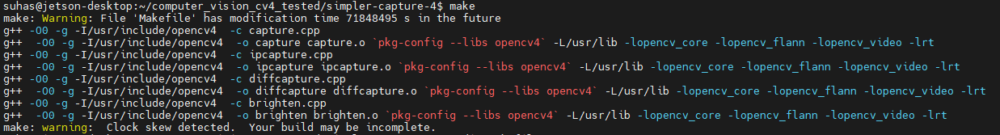 suhas@jetson-desktop:~/computer_vision_cv4_tested/simpler-capture-4$ make
make: Warning: File 'Makefile' has modification time 71848495 s in the future
g++ -O0 -g -I/usr/include/opencv4  -c capture.cpp
g++  -O0 -g -I/usr/include/opencv4  -o capture capture.o `pkg-config --libs opencv4` -L/usr/lib -lopencv_core -lopencv_flann -lopencv_video -lrt
g++ -O0 -g -I/usr/include/opencv4  -c ipcapture.cpp
g++  -O0 -g -I/usr/include/opencv4  -o ipcapture ipcapture.o `pkg-config --libs opencv4` -L/usr/lib -lopencv_core -lopencv_flann -lopencv_video -lrt
g++ -O0 -g -I/usr/include/opencv4  -c diffcapture.cpp
g++  -O0 -g -I/usr/include/opencv4  -o diffcapture diffcapture.o `pkg-config --libs opencv4` -L/usr/lib -lopencv_core -lopencv_flann -lopencv_video -lrt
g++ -O0 -g -I/usr/include/opencv4  -c brighten.cpp
g++  -O0 -g -I/usr/include/opencv4  -o brighten brighten.o `pkg-config --libs opencv4` -L/usr/lib -lopencv_core -lopencv_flann -lopencv_video -lrt
make: warning:  Clock skew detected.  Your build may be incomplete.